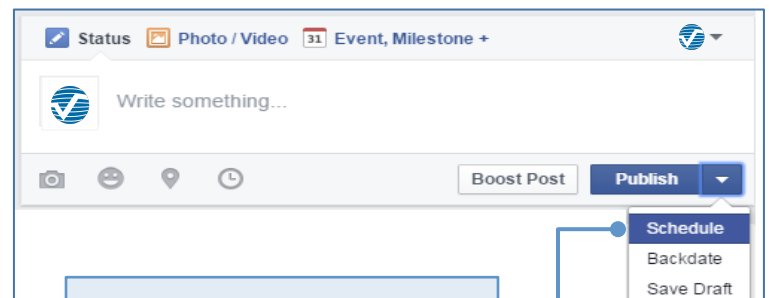 Status Photo / Video 31 Event, Milestone +
Write something...
Boost Post Publish
Schedule
Backdate
Save Draft